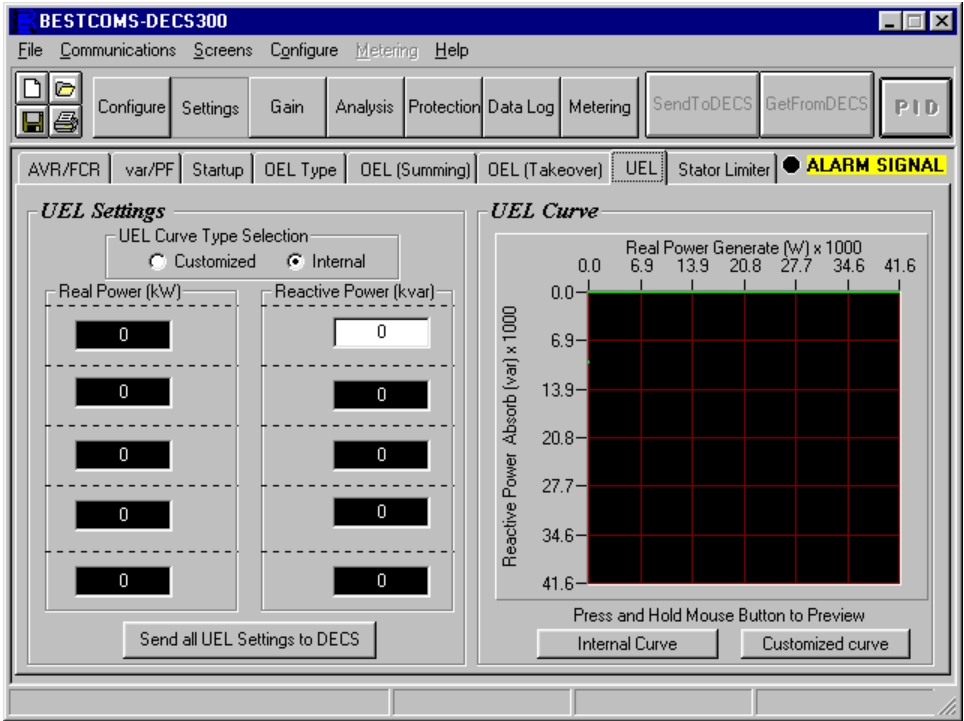 BESTCOMS-DECS300
File Communications Screens Configure Metering Help
Configure Settings Gain Analysis Protection Data Log Metering SendToDECS GetFromDECS PID
AVR/FCR var/PF Startup OEL Type OEL (Summing) OEL (Takeover) UEL Stator Limiter ALARM SIGNAL
UEL Settings
UEL Curve Type Selection
Customized Internal
Real Power (kW) Reactive Power (kvar)
0 0
0 0
0 0
0 0
0 0
Send all UEL Settings to DECS
UEL Curve
Real Power Generate (W) x 1000
0.0 6.9 13.9 20.8 27.7 34.6 41.6
Reactive Power Absorb (var) x 1000
0.0
6.9
13.9
20.8
27.7
34.6
41.6
Press and Hold Mouse Button to Preview
Internal Curve Customized curve